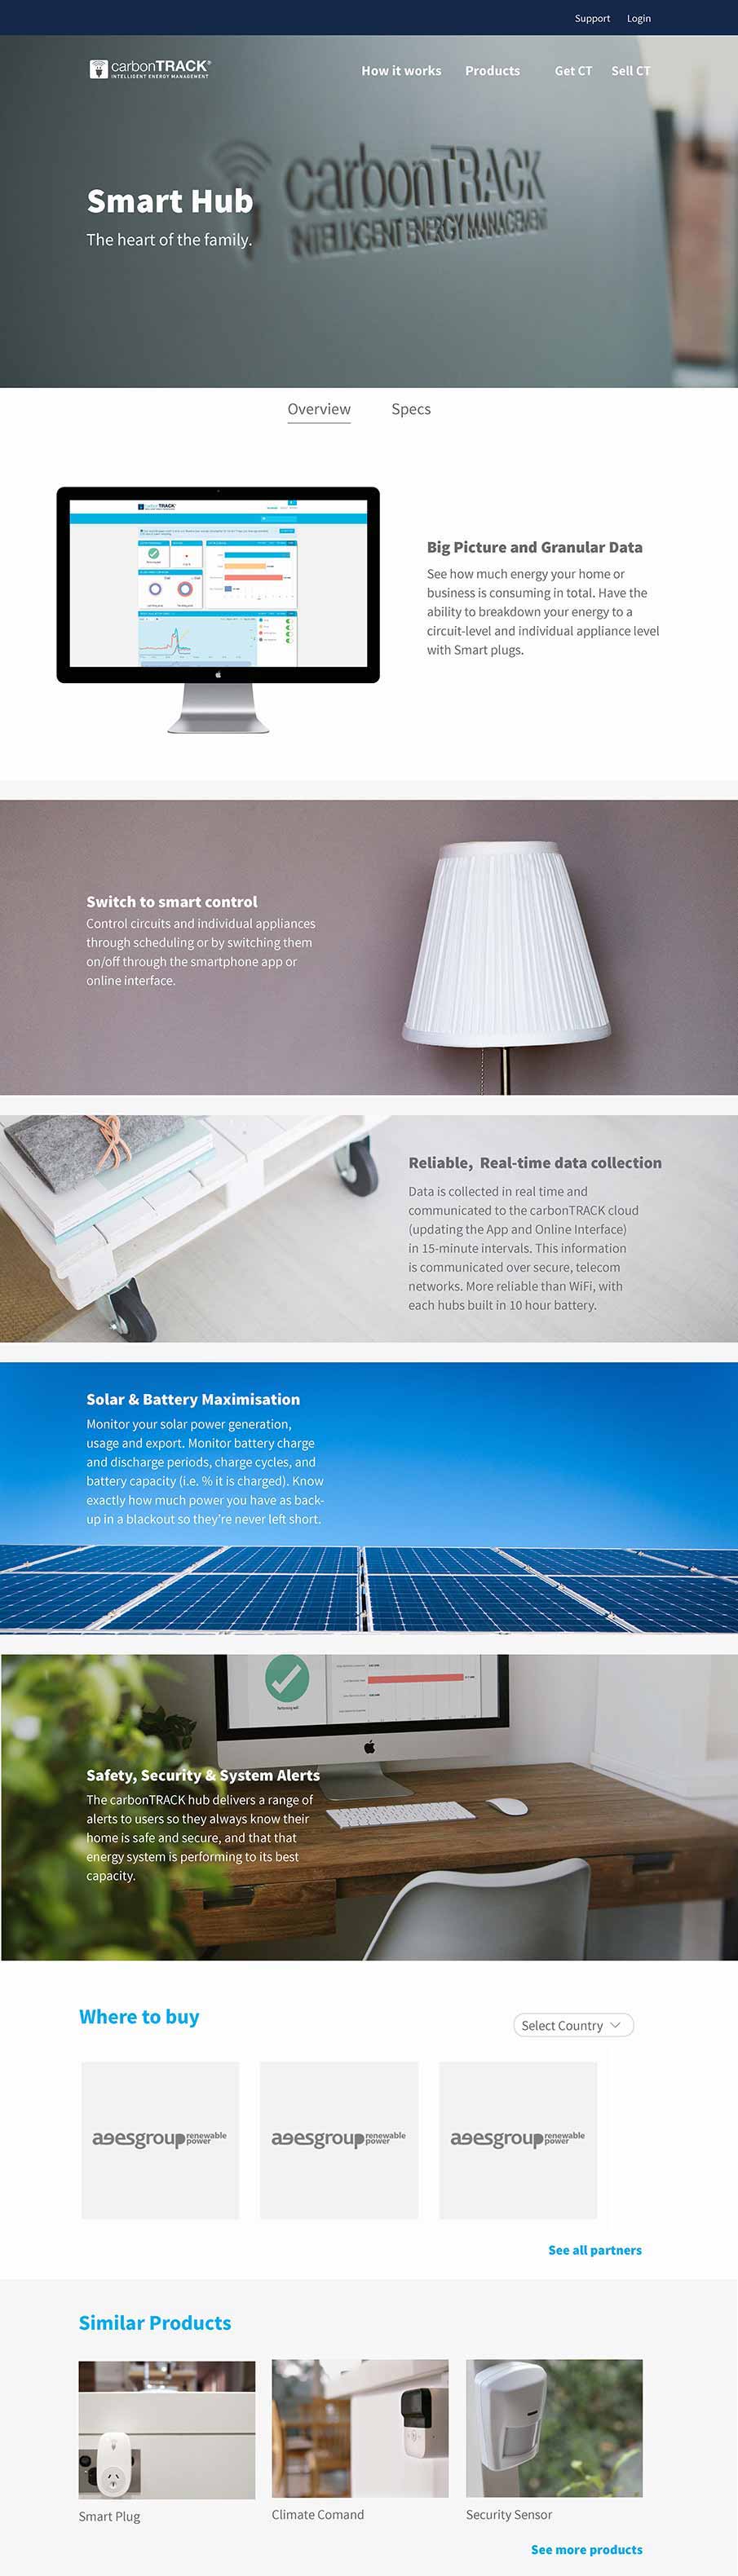 Support Login
carbonTRACK®
INTELLIGENT ENERGY MANAGEMENT
How it works Products Get CT Sell CT
carbonTRACK
INTELLIGENT ENERGY MANAGEMENT
Smart Hub
The heart of the family.
Overview Specs
Big Picture and Granular Data
See how much energy your home or
business is consuming in total. Have the
ability to breakdown your energy to a
circuit-level and individual appliance level
with Smart plugs.
Switch to smart control
Control circuits and individual appliances
through scheduling or by switching them
on/off through the smartphone app or
online interface.
Reliable, Real-time data collection
Data is collected in real time and
communicated to the carbonTRACK cloud
(updating the App and Online Interface)
in 15-minute intervals. This information
is communicated over secure, telecom
networks. More reliable than WiFi, with
each hubs built in 10 hour battery.
Solar & Battery Maximisation
Monitor your solar power generation,
usage and export. Monitor battery charge
and discharge periods, charge cycles, and
battery capacity (i.e. % it is charged). Know
exactly how much power you have as back-
up in a blackout so they're never left short.
Performing well!
Safety, Security & System Alerts
The carbonTRACK hub delivers a range of
alerts to users so they always know their
home is safe and secure, and that that
energy system is performing to its best
capacity.
Where to buy
Select Country
aeesgroup renewable power
aeesgroup renewable power
aeesgroup renewable power
See all partners
Similar Products
Smart Plug
Climate Comand
Security Sensor
See more products